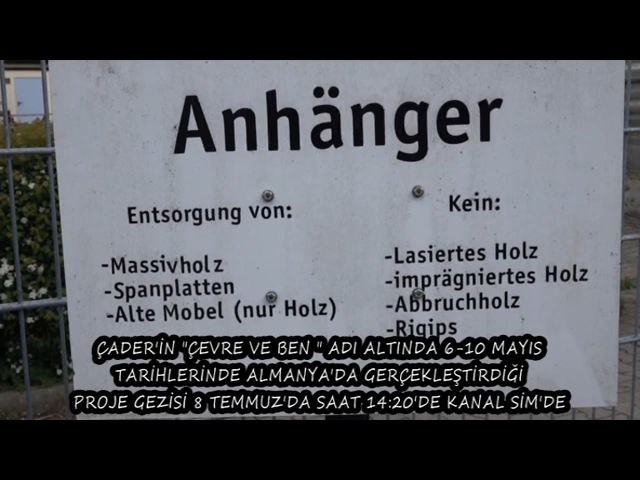 Anhänger
Entsorgung von:
-Massivholz
-Spanplatten
-Alte Mobel (nur Holz)
Kein:
-Lasiertes Holz
-imprägniertes Holz
-Abbruchholz
-Rigips
ÇADER'İN "ÇEVRE VE BEN " ADI ALTINDA 6-10 MAYIS
TARİHLERİNDE ALMANYA'DA GERÇEKLEŞTİRDİĞİ
PROJE GEZİSİ 8 TEMMUZ'DA SAAT 14:20'DE KANAL SİM'DE